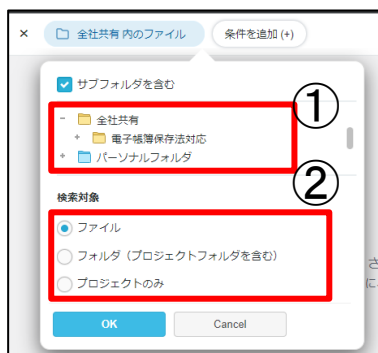 × 全社共有 内のファイル 条件を追加 (+)
サブフォルダを含む
①
- 全社共有
+ 電子帳簿保存法対応
+ パーソナルフォルダ
②
検索対象
ファイル
フォルダ（プロジェクトフォルダを含む）
プロジェクトのみ
さ
に
OK Cancel